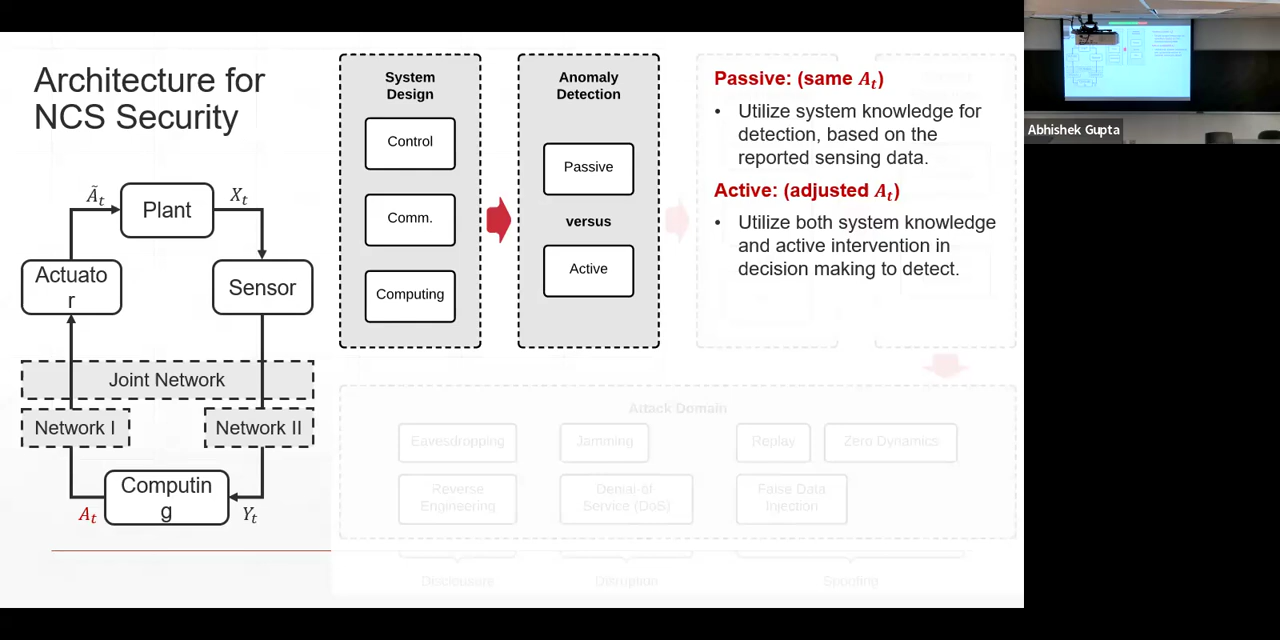 Architecture for
NCS Security
Ã_t
Plant
X_t
Actuato
r
Sensor
Joint Network
Network I
Network II
Computin
g
A_t
Y_t
System
Design
Control
Comm.
Computing
Anomaly
Detection
Passive
versus
Active
Passive: (same A_t)
• Utilize system knowledge for
detection, based on the
reported sensing data.
Active: (adjusted A_t)
• Utilize both system knowledge
and active intervention in
decision making to detect.
Attack Domain
Eavesdropping
Jamming
Replay
Zero Dynamics
Reverse
Engineering
Denial-of
Service (DoS)
False Data
Injection
Disclosure
Disruption
Spoofing
Abhishek Gupta